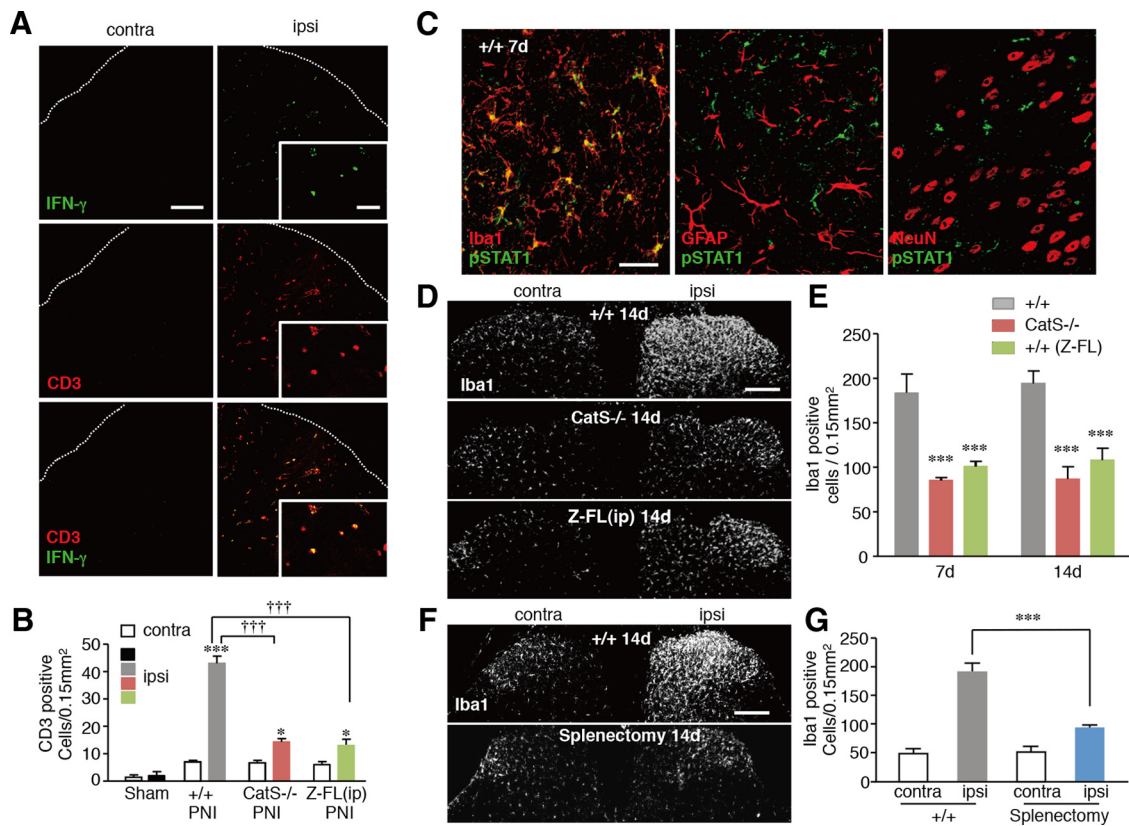 A
contra
ipsi
IFN-γ
CD3
CD3
IFN-γ
B
CD3 positive
Cells/0.15mm²
50
40
30
20
10
0
contra
ipsi
***
†††
†††
*
*
Sham
+/+
PNI
CatS-/-
PNI
Z-FL(ip)
PNI
C
+/+ 7d
Iba1
pSTAT1
GFAP
pSTAT1
NeuN
pSTAT1
D
contra
ipsi
+/+ 14d
Iba1
CatS-/- 14d
Z-FL(ip) 14d
E
+/+
CatS-/-
+/+ (Z-FL)
Iba1 positive
cells / 0.15mm²
250
200
150
100
50
0
***
***
***
***
7d
14d
F
contra
ipsi
+/+ 14d
Iba1
Splenectomy 14d
G
Iba1 positive
Cells/0.15mm²
250
200
150
100
50
0
***
contra
ipsi
contra
ipsi
+/+
Splenectomy